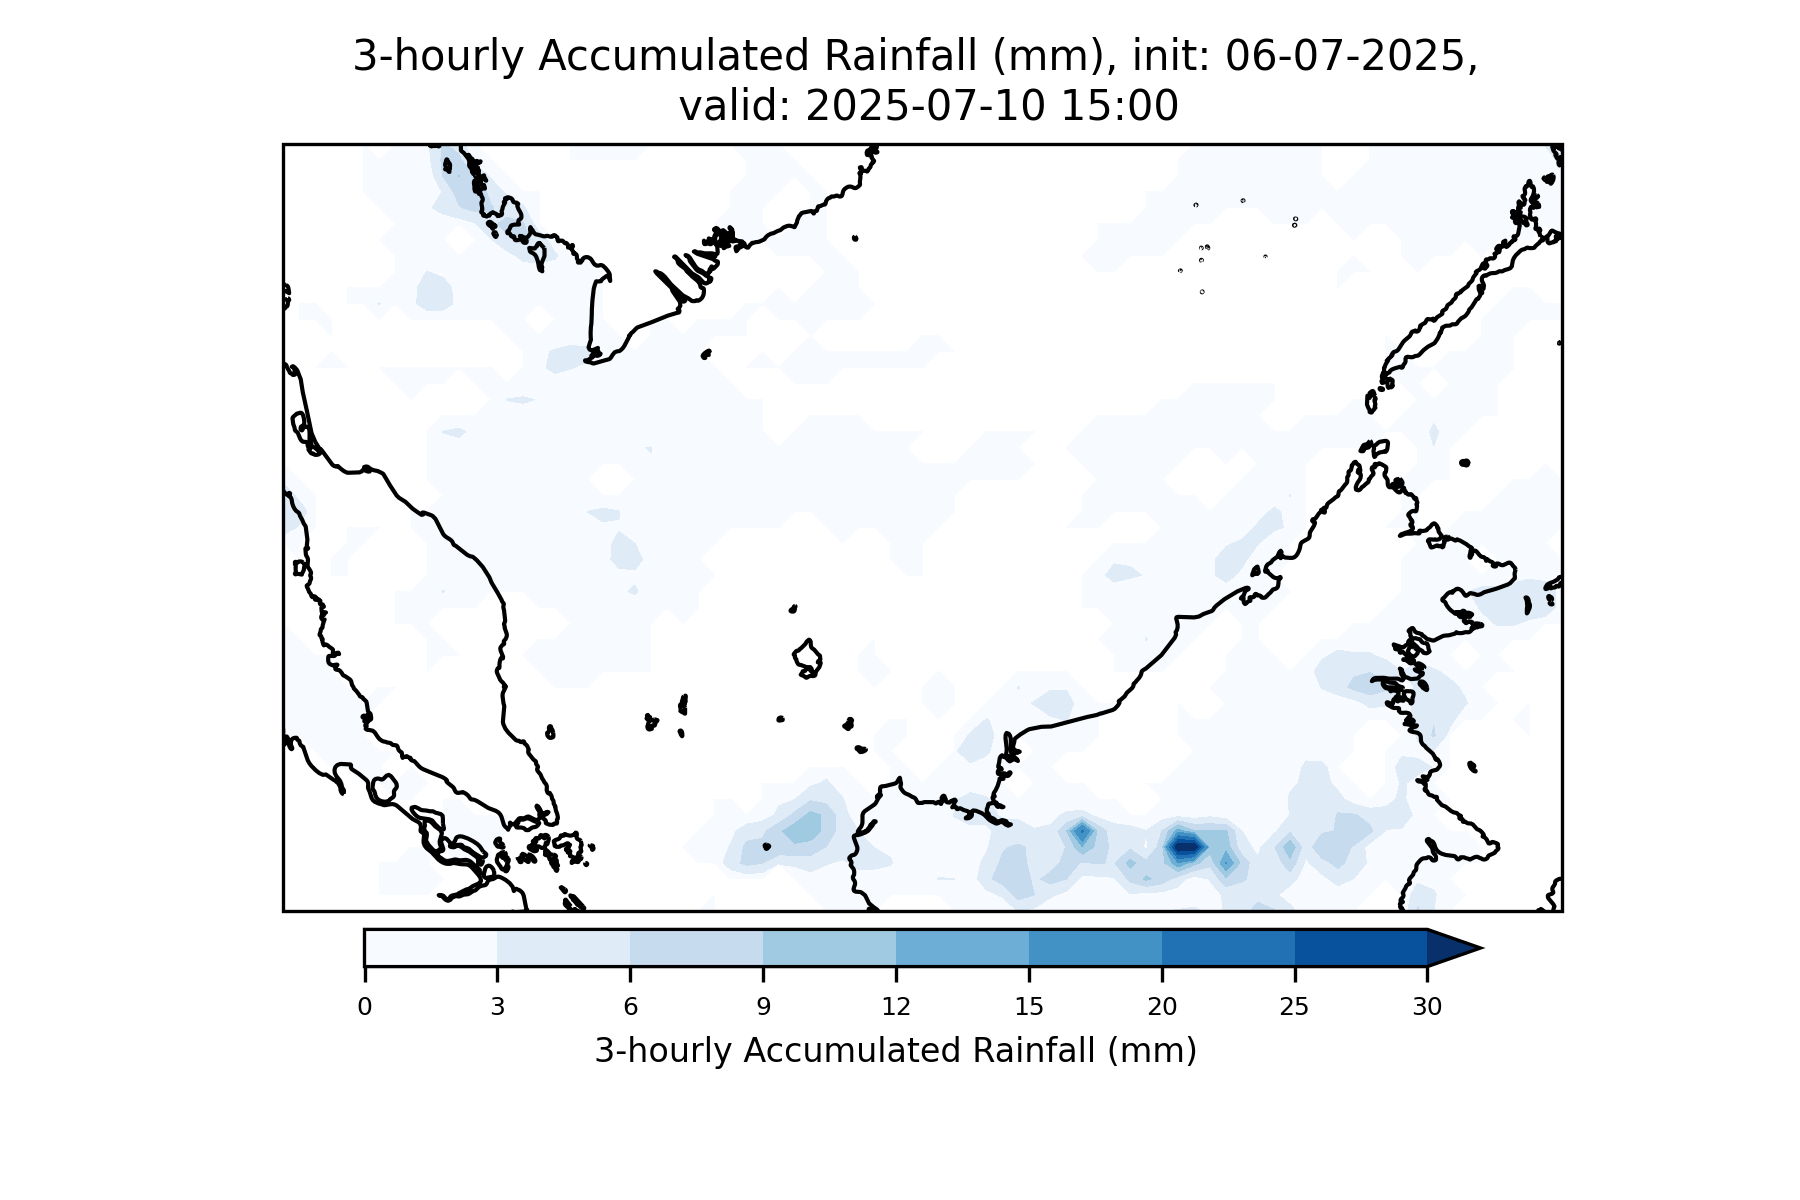 3-hourly Accumulated Rainfall (mm), init: 06-07-2025,
valid: 2025-07-10 15:00
0 3 6 9 12 15 20 25 30
3-hourly Accumulated Rainfall (mm)